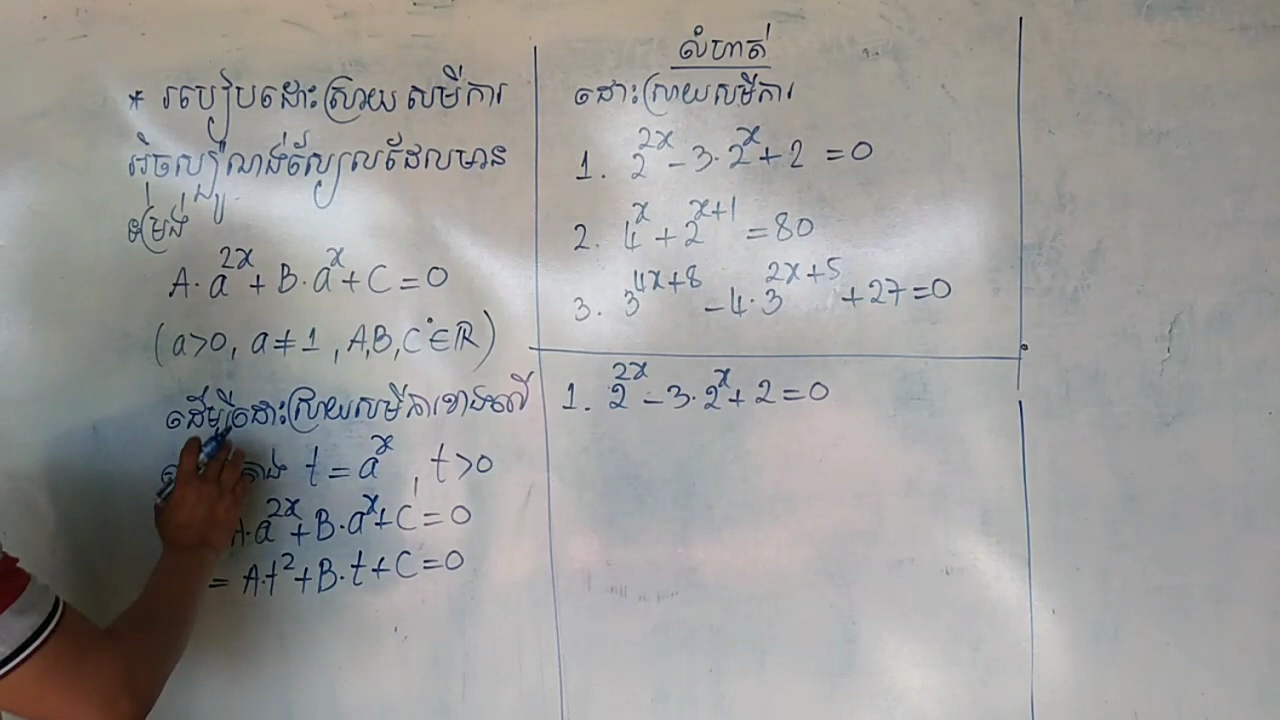 * របៀបដោះស្រាយសមីការ
អិចស្ប៉ូណង់ស្យែលដែលមាន
ទម្រង់
A·a^{2x} + B·a^x + C = 0
(a>0, a≠1, A,B,C ∈ ℝ)
ដើម្បីដោះស្រាយសមីការខាងលើ
តាង t = a^x , t>0
A·a^{2x} + B·a^x + C = 0
= A·t² + B·t + C = 0
លំហាត់
ដោះស្រាយសមីការ
1. 2^{2x} - 3·2^x + 2 = 0
2. 4^x + 2^{x+1} = 80
3. 3^{4x+8} - 4·3^{2x+5} + 27 = 0
1. 2^{2x} - 3·2^x + 2 = 0